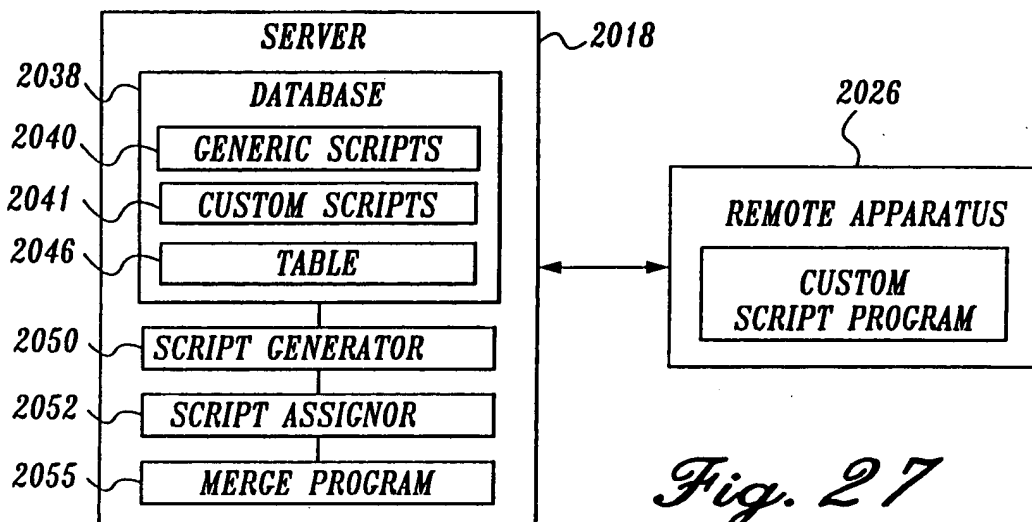 SERVER
2018
2038
DATABASE
2040
GENERIC SCRIPTS
2041
CUSTOM SCRIPTS
2046
TABLE
2050
SCRIPT GENERATOR
2052
SCRIPT ASSIGNOR
2055
MERGE PROGRAM
2026
REMOTE APPARATUS
CUSTOM
SCRIPT PROGRAM
Fig. 27